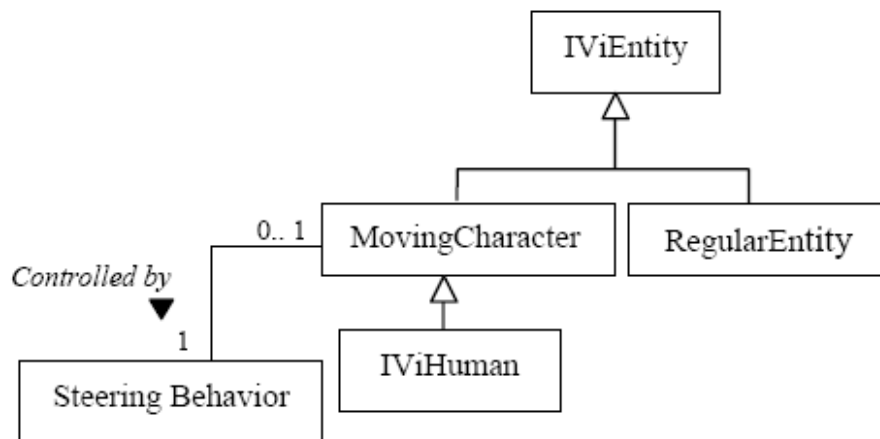 IViEntity
MovingCharacter
RegularEntity
0.. 1
Controlled by
1
IViHuman
Steering Behavior